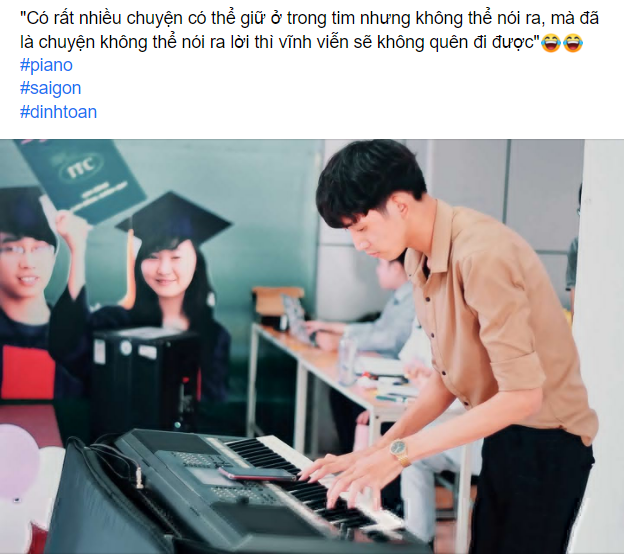 "Có rất nhiều chuyện có thể giữ ở trong tim nhưng không thể nói ra, mà đã
là chuyện không thể nói ra lời thì vĩnh viễn sẽ không quên đi được"😂😂
#piano
#saigon
#dinhtoan
ITC